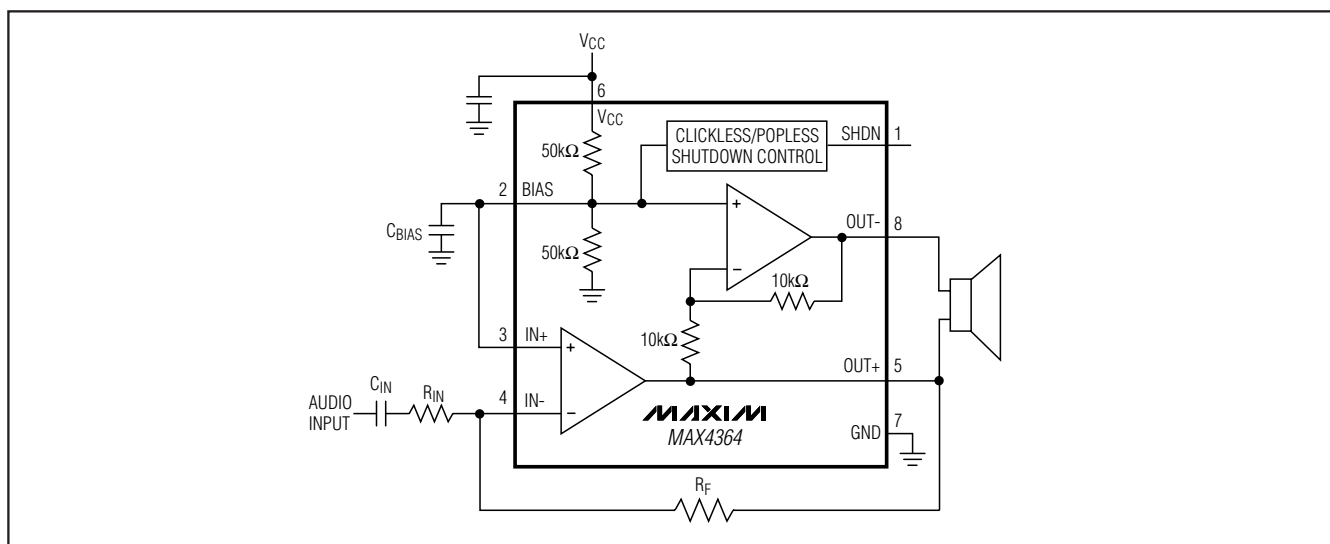 VCC
6
VCC
CLICKLESS/POPLESS
SHUTDOWN CONTROL
SHDN
1
50kΩ
2
BIAS
+
OUT-
8
CBIAS
50kΩ
−
10kΩ
10kΩ
3
IN+
+
OUT+
5
CIN
RIN
4
IN-
−
AUDIO
INPUT
MAXIM
MAX4364
GND
7
RF